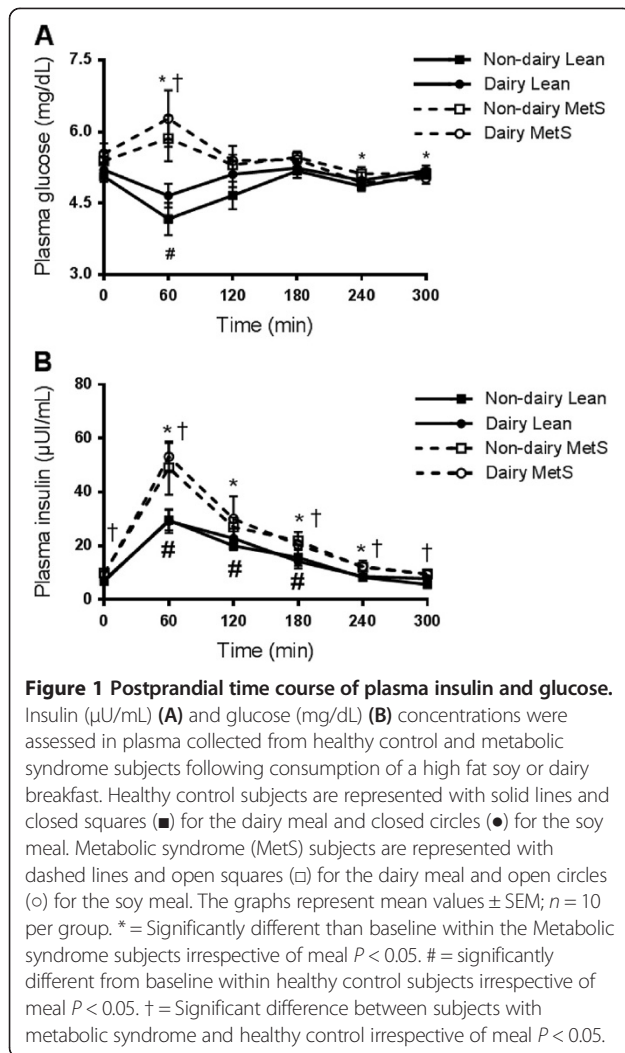 A
7.5
6.0
4.5
3.0
Plasma glucose (mg/dL)
* †
*
*
#
0 60 120 180 240 300
Time (min)
Non-dairy Lean
Dairy Lean
Non-dairy MetS
Dairy MetS
B
80
60
40
20
0
Plasma insulin (µUI/mL)
†
* †
*
* †
* †
†
#
#
#
0 60 120 180 240 300
Time (min)
Non-dairy Lean
Dairy Lean
Non-dairy MetS
Dairy MetS
Figure 1 Postprandial time course of plasma insulin and glucose.
Insulin (µU/mL) (A) and glucose (mg/dL) (B) concentrations were
assessed in plasma collected from healthy control and metabolic
syndrome subjects following consumption of a high fat soy or dairy
breakfast. Healthy control subjects are represented with solid lines and
closed squares (■) for the dairy meal and closed circles (●) for the soy
meal. Metabolic syndrome (MetS) subjects are represented with
dashed lines and open squares (□) for the dairy meal and open circles
(○) for the soy meal. The graphs represent mean values ± SEM; n = 10
per group. * = Significantly different than baseline within the Metabolic
syndrome subjects irrespective of meal P < 0.05. # = significantly
different from baseline within healthy control subjects irrespective of
meal P < 0.05. † = Significant difference between subjects with
metabolic syndrome and healthy control irrespective of meal P < 0.05.